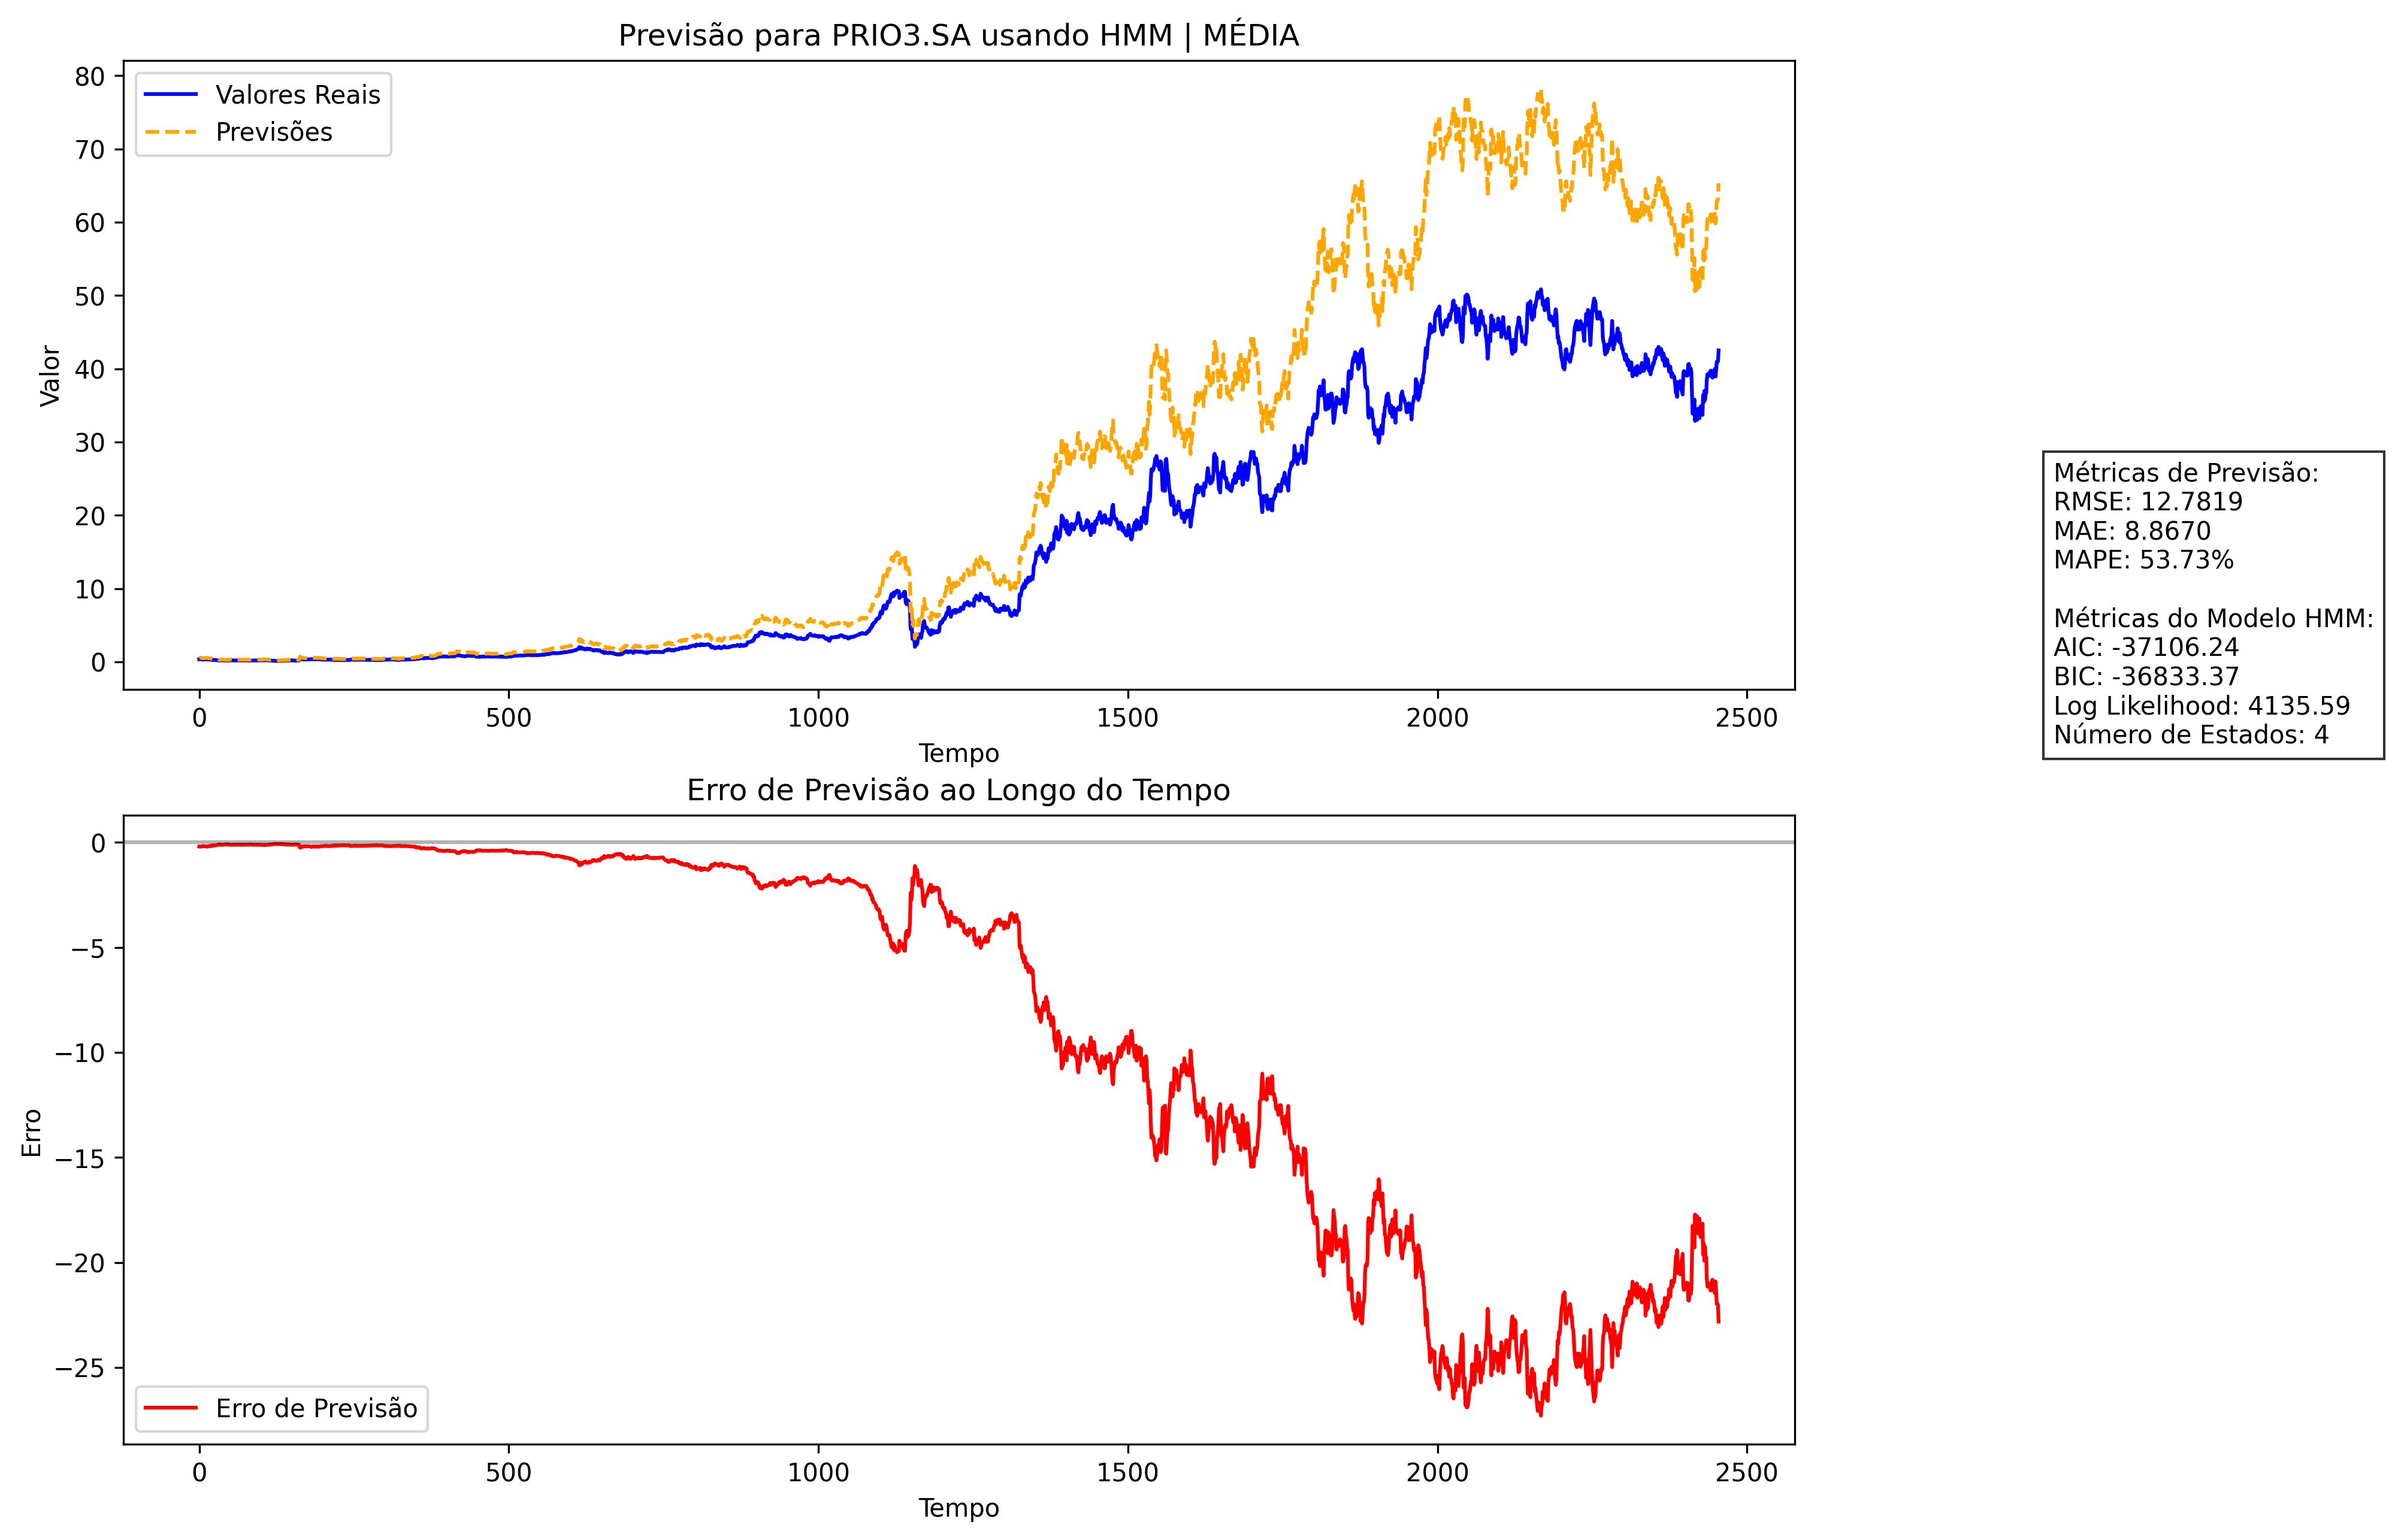 Previsão para PRIO3.SA usando HMM | MÉDIA
Valores Reais
Previsões
80
70
60
50
40
30
20
10
0
Valor
0 500 1000 1500 2000 2500
Tempo
Métricas de Previsão:
RMSE: 12.7819
MAE: 8.8670
MAPE: 53.73%
Métricas do Modelo HMM:
AIC: -37106.24
BIC: -36833.37
Log Likelihood: 4135.59
Número de Estados: 4
Erro de Previsão ao Longo do Tempo
0
−5
−10
−15
−20
−25
Erro
Erro de Previsão
0 500 1000 1500 2000 2500
Tempo